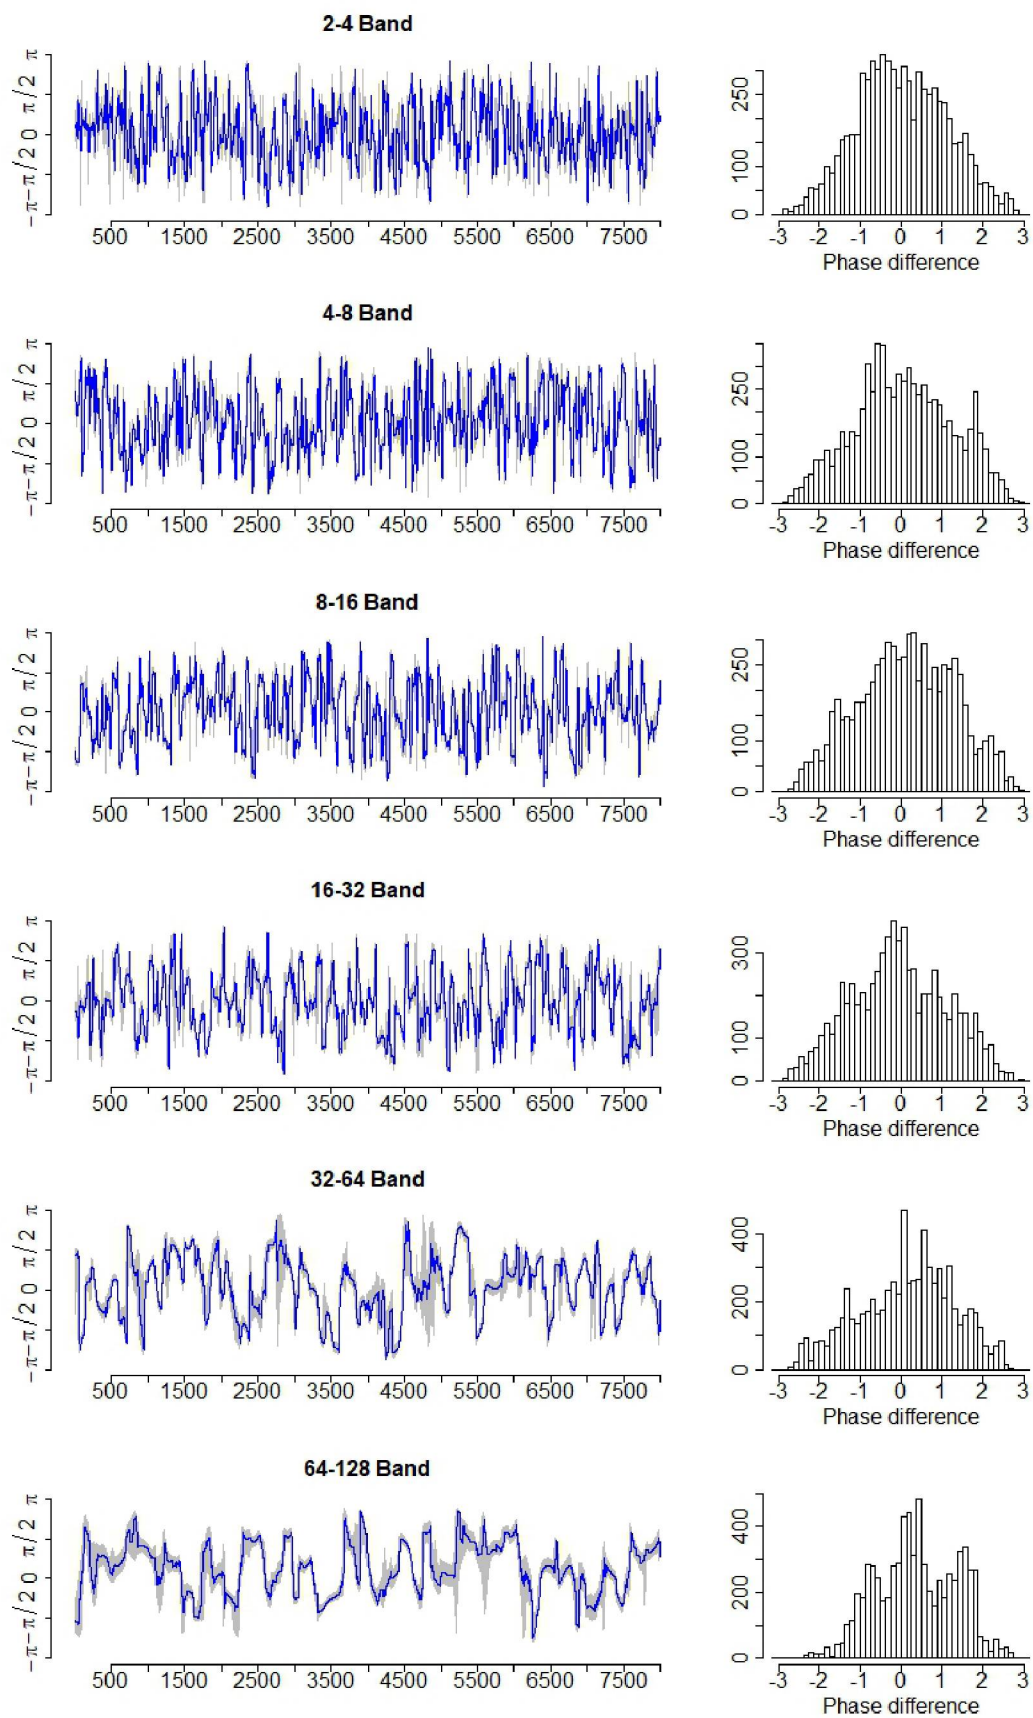 2-4 Band
−π−π/2 0 π/2 π
500 1500 2500 3500 4500 5500 6500 7500
0 100 250
-3 -2 -1 0 1 2 3
Phase difference
4-8 Band
−π−π/2 0 π/2 π
500 1500 2500 3500 4500 5500 6500 7500
0 100 250
-3 -2 -1 0 1 2 3
Phase difference
8-16 Band
−π−π/2 0 π/2 π
500 1500 2500 3500 4500 5500 6500 7500
0 100 250
-3 -2 -1 0 1 2 3
Phase difference
16-32 Band
−π−π/2 0 π/2 π
500 1500 2500 3500 4500 5500 6500 7500
0 100 300
-3 -2 -1 0 1 2 3
Phase difference
32-64 Band
−π−π/2 0 π/2 π
500 1500 2500 3500 4500 5500 6500 7500
0 200 400
-3 -2 -1 0 1 2 3
Phase difference
64-128 Band
−π−π/2 0 π/2 π
500 1500 2500 3500 4500 5500 6500 7500
0 200 400
-3 -2 -1 0 1 2 3
Phase difference